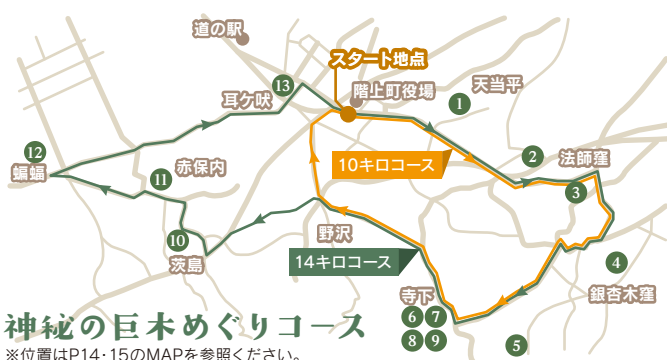 道の駅
スタート地点
13
階上町役場
天当平
耳ケ吠
1
12
蝙蝠
11
赤保内
10キロコース
2
法師窪
3
10
茨島
野沢
14キロコース
4
銀杏木窪
寺下
6 7
8 9
5
神秘の巨木めぐりコース
※位置はP14・15のMAPを参照ください。